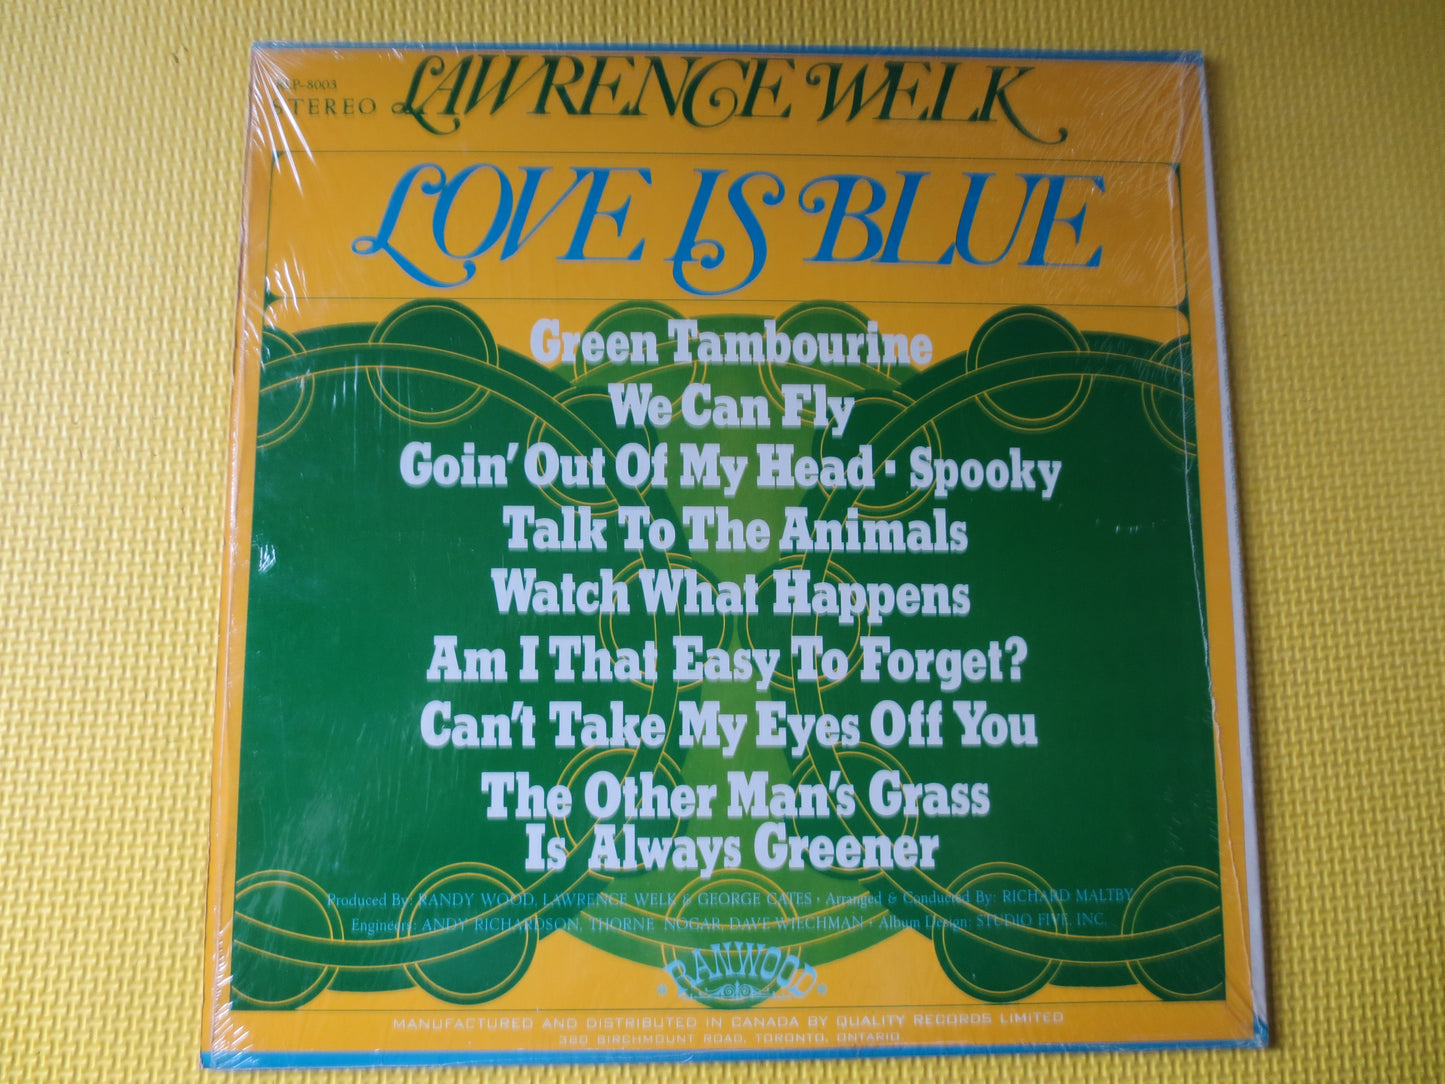 8003
STEREO
LAWRENCE WELK
LOVE IS BLUE
Green Tambourine
We Can Fly
Goin' Out Of My Head • Spooky
Talk To The Animals
Watch What Happens
Am I That Easy To Forget?
Can't Take My Eyes Off You
The Other Man's Grass
Is Always Greener
Produced By: RANDY WOOD, LAWRENCE WELK & GEORGE CATES • Arranged & Conducted By: RICHARD MALTBY
Engineers: ANDY RICHARDSON, THORNE NOGAR, DAVE WIECHMAN • Album Design: STUDIO FIVE, INC.
RANWOOD
MANUFACTURED AND DISTRIBUTED IN CANADA BY QUALITY RECORDS LIMITED
380 BIRCHMOUNT ROAD, TORONTO, ONTARIO